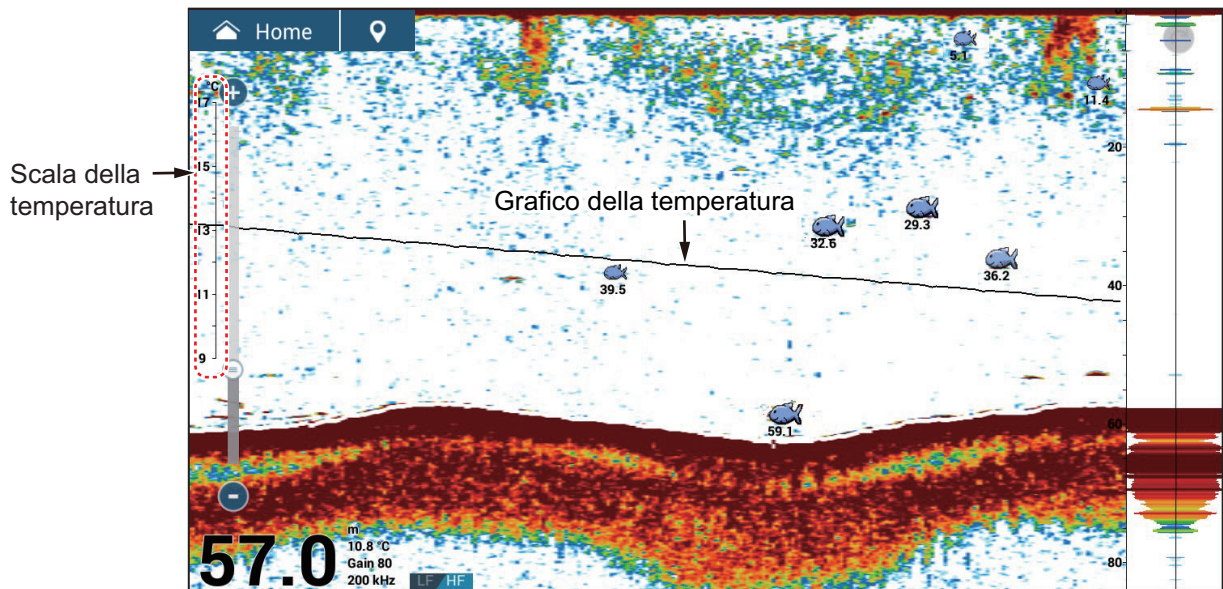 Home
0
5.1
11.4
°C
17
15
13
11
9
Scala della
temperatura
20
Grafico della temperatura
29.3
32.6
36.2
39.5
40
59.1
60
57.0
m
10.8 °C
Gain 80
200 kHz
LF HF
80